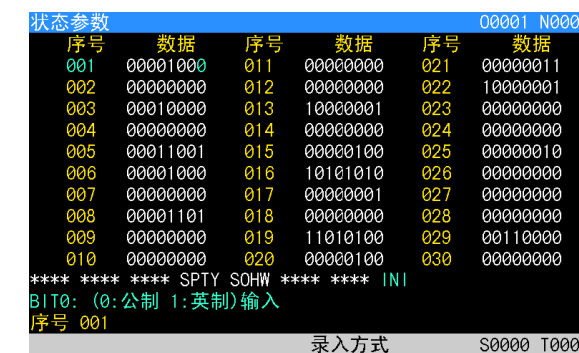 状态参数 O0001 N000
序号 数据 序号 数据 序号 数据
001 00001000 011 00000000 021 00000011
002 00000000 012 00000000 022 10000001
003 00010000 013 10000001 023 00000000
004 00000000 014 00000000 024 00000000
005 00011001 015 00000100 025 00000010
006 00001000 016 10101010 026 00000000
007 00000000 017 00000001 027 00000000
008 00001101 018 00000000 028 00000000
009 00000000 019 11010100 029 00110000
010 00000000 020 00000100 030 00000000
**** **** **** SPTY SOHW **** **** INI
BIT0: (0:公制 1:英制)输入
序号 001
录入方式 S0000 T000